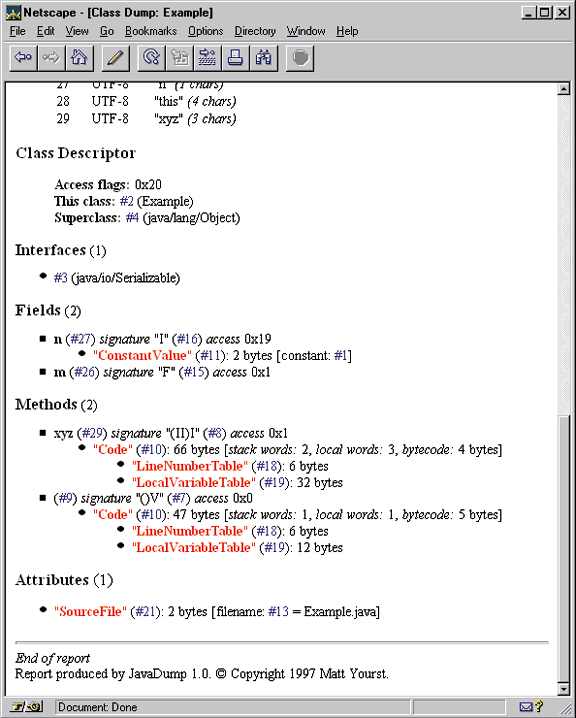 Netscape - [Class Dump: Example]
File Edit View Go Bookmarks Options Directory Window Help
27 UTF-8 "n" (1 chars)
28 UTF-8 "this" (4 chars)
29 UTF-8 "xyz" (3 chars)
Class Descriptor
Access flags: 0x20
This class: #2 (Example)
Superclass: #4 (java/lang/Object)
Interfaces (1)
#3 (java/io/Serializable)
Fields (2)
n (#27) signature "I" (#16) access 0x19
"ConstantValue" (#11): 2 bytes [constant: #1]
m (#26) signature "F" (#15) access 0x1
Methods (2)
xyz (#29) signature "(II)I" (#8) access 0x1
"Code" (#10): 66 bytes [stack words: 2, local words: 3, bytecode: 4 bytes]
"LineNumberTable" (#18): 6 bytes
"LocalVariableTable" (#19): 32 bytes
(#9) signature "()V" (#7) access 0x0
"Code" (#10): 47 bytes [stack words: 1, local words: 1, bytecode: 5 bytes]
"LineNumberTable" (#18): 6 bytes
"LocalVariableTable" (#19): 12 bytes
Attributes (1)
"SourceFile" (#21): 2 bytes [filename: #13 = Example.java]
End of report
Report produced by JavaDump 1.0. © Copyright 1997 Matt Yourst.
Document: Done